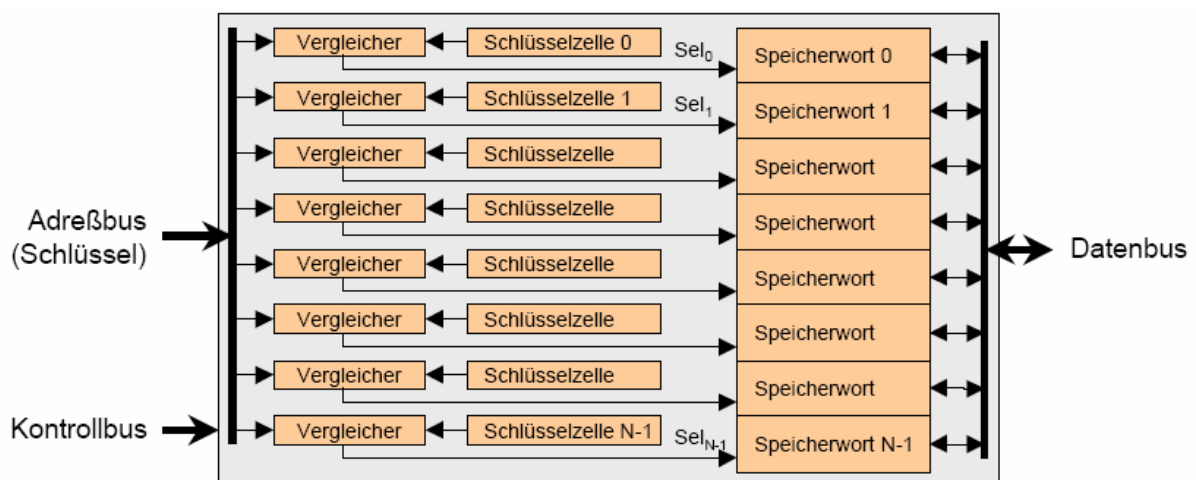 Vergleicher
Schlüsselzelle 0
Sel₀
Speicherwort 0
Vergleicher
Schlüsselzelle 1
Sel₁
Speicherwort 1
Vergleicher
Schlüsselzelle
Speicherwort
Adreßbus
(Schlüssel)
Vergleicher
Schlüsselzelle
Speicherwort
Vergleicher
Schlüsselzelle
Speicherwort
Datenbus
Vergleicher
Schlüsselzelle
Speicherwort
Vergleicher
Schlüsselzelle
Speicherwort
Kontrollbus
Vergleicher
Schlüsselzelle N-1
Sel_N-1
Speicherwort N-1